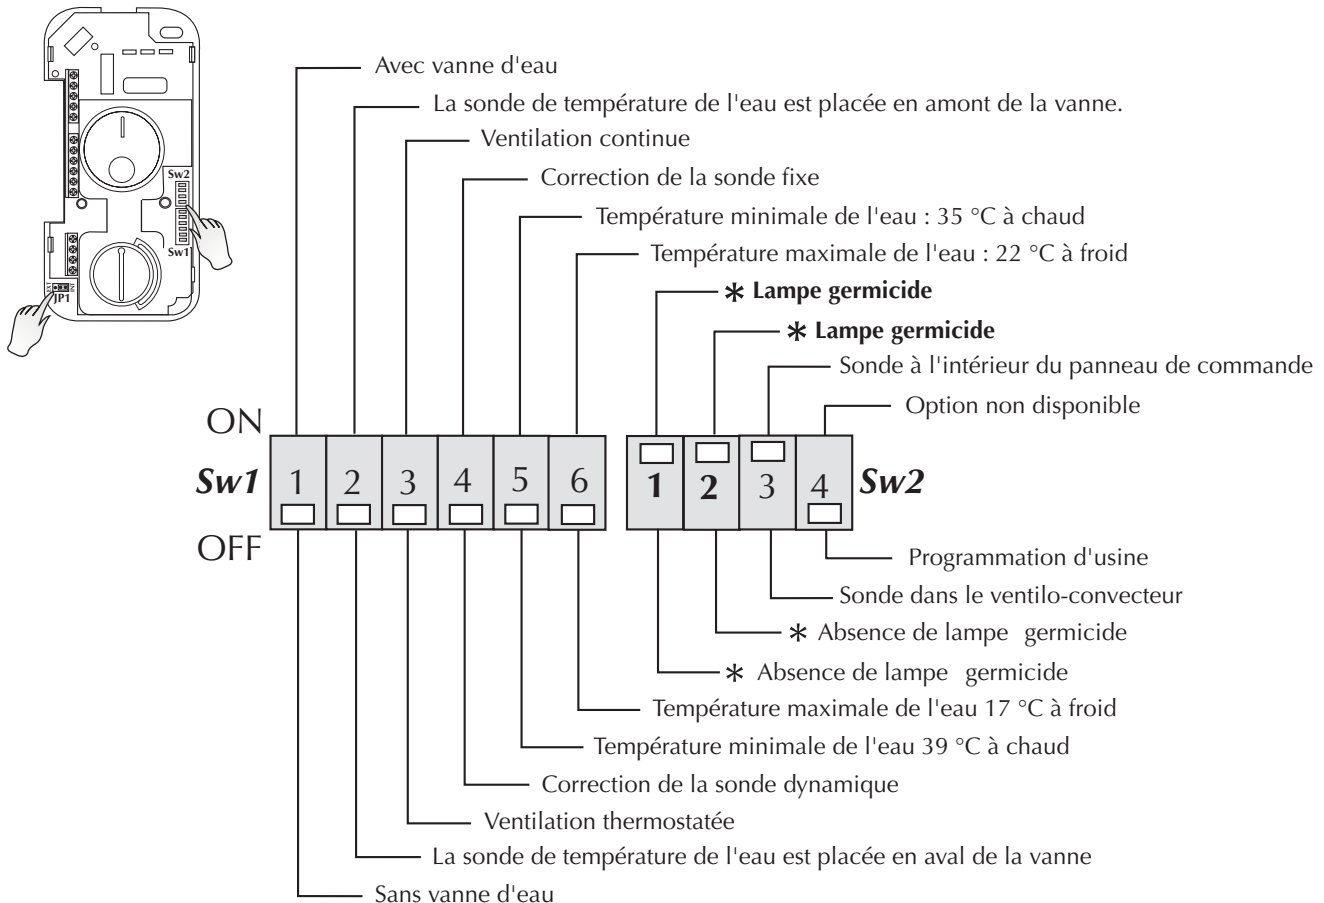 Avec vanne d'eau
La sonde de température de l'eau est placée en amont de la vanne.
Ventilation continue
Correction de la sonde fixe
Sw2
Température minimale de l'eau : 35 °C à chaud
Sw1
Température maximale de l'eau : 22 °C à froid
EXT
INT
JP1
* Lampe germicide
* Lampe germicide
Sonde à l'intérieur du panneau de commande
Option non disponible
ON
Sw1 1 2 3 4 5 6 1 2 3 4 Sw2
OFF
Programmation d'usine
Sonde dans le ventilo-convecteur
* Absence de lampe germicide
* Absence de lampe germicide
Température maximale de l'eau 17 °C à froid
Température minimale de l'eau 39 °C à chaud
Correction de la sonde dynamique
Ventilation thermostatée
La sonde de température de l'eau est placée en aval de la vanne
Sans vanne d'eau